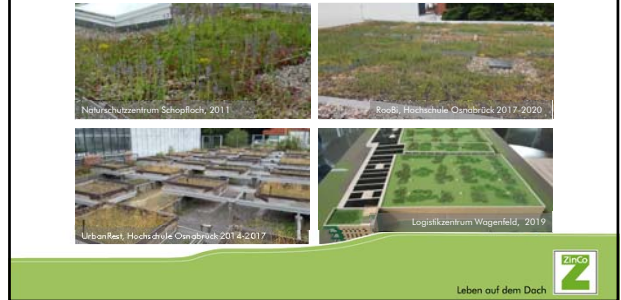 Naturschutzzentrum Schopfloch, 2011
RooBi, Hochschule Osnabrück 2017-2020
UrbanRest, Hochschule Osnabrück 2014-2017
Logistikzentrum Wagenfeld, 2019
Leben auf dem Dach
ZinCo